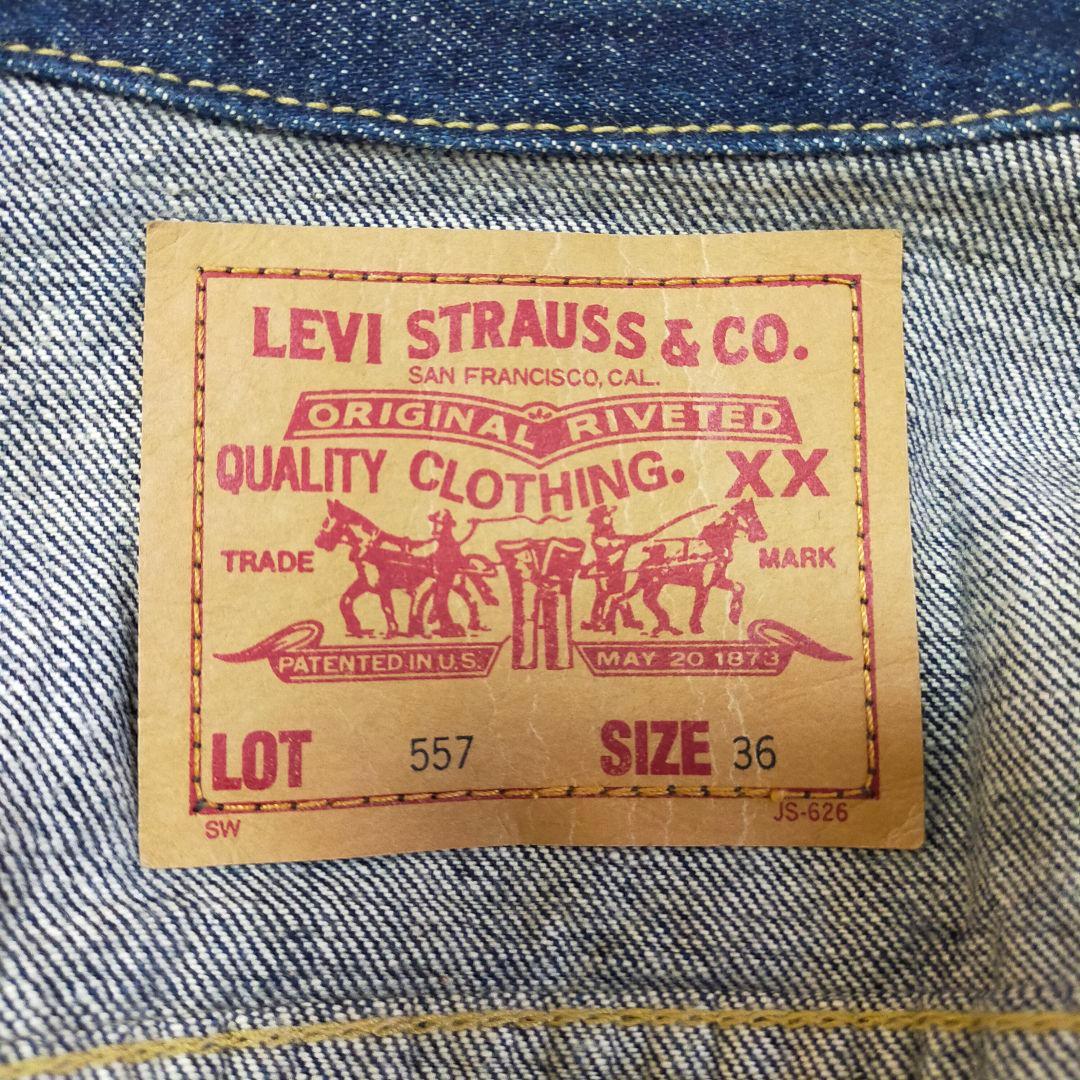 LEVI STRAUSS & CO.
SAN FRANCISCO, CAL.
ORIGINAL RIVETED
QUALITY CLOTHING. XX
TRADE MARK
PATENTED IN U.S. MAY 20 1873
LOT 557 SIZE 36
SW JS-626